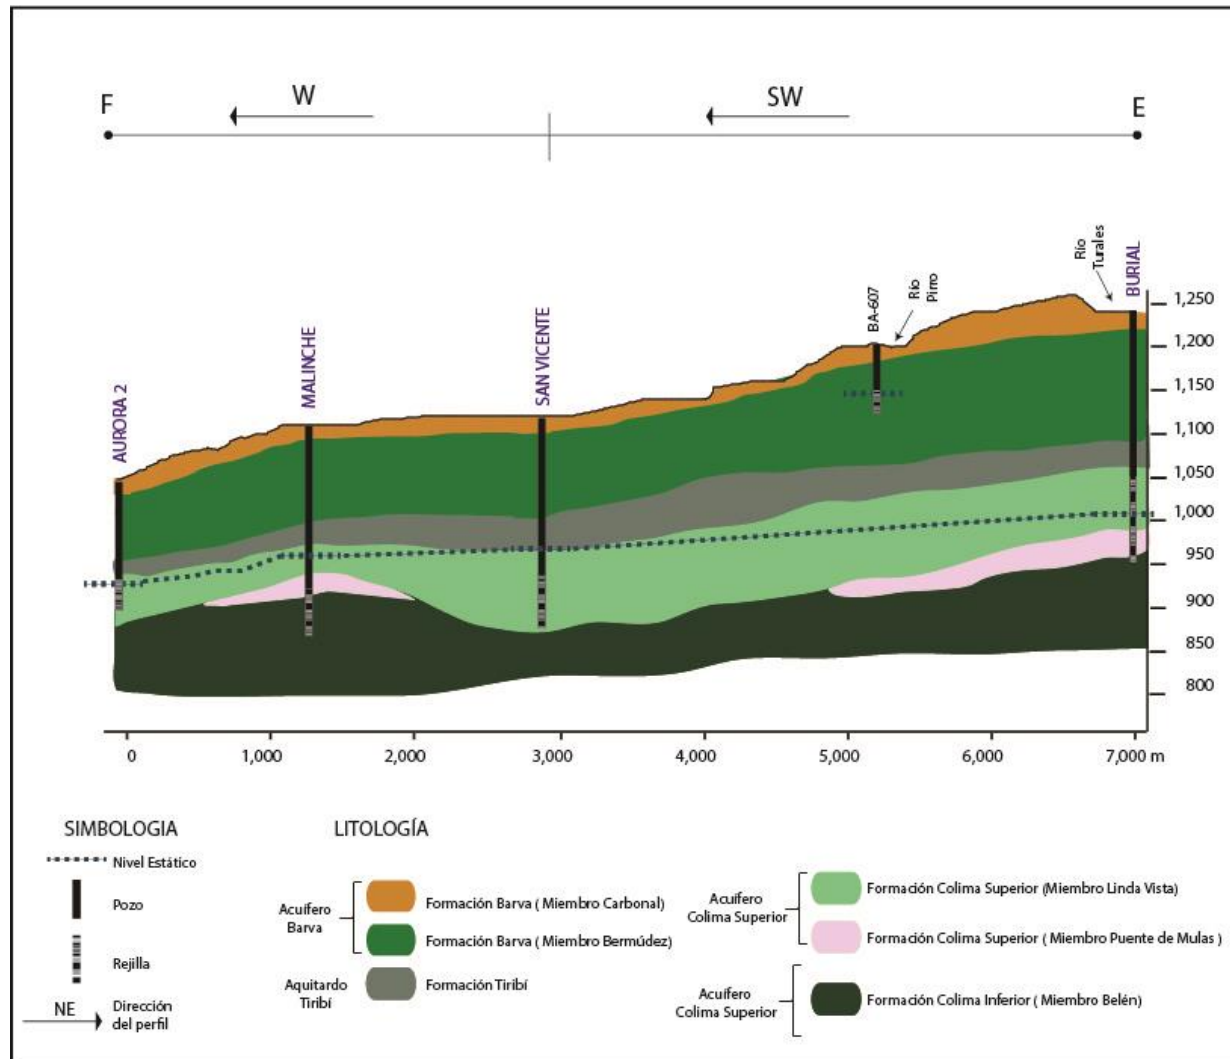 F
W
SW
E
AURORA 2
MALINCHE
SAN VICENTE
BA-607
Río
Pirro
Río
Turales
BURIAL
1,250
1,200
1,150
1,100
1,050
1,000
950
900
850
800
0
1,000
2,000
3,000
4,000
5,000
6,000
7,000 m
SIMBOLOGIA
Nivel Estático
Pozo
Rejilla
NE
Dirección
del perfil
LITOLOGÍA
Acuífero
Barva
Formación Barva ( Miembro Carbonal)
Formación Barva ( Miembro Bermúdez)
Aquitardo
Tiribí
Formación Tiribí
Acuífero
Colima Superior
Formación Colima Superior (Miembro Linda Vista)
Formación Colima Superior ( Miembro Puente de Mulas )
Acuífero
Colima Superior
Formación Colima Inferior ( Miembro Belén)